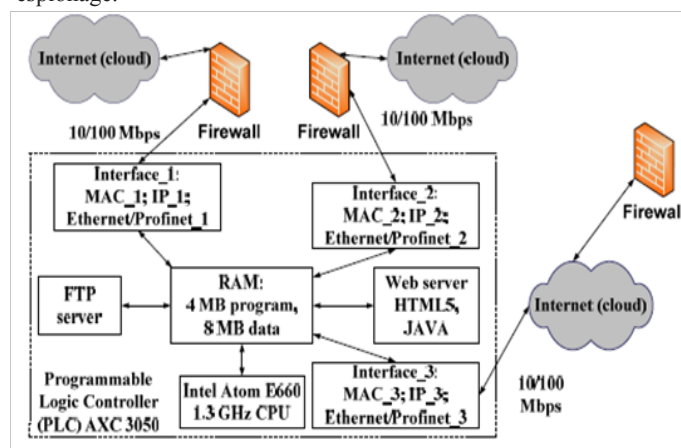 espionage.
Internet (cloud)
Firewall
10/100 Mbps
Firewall
Internet (cloud)
10/100 Mbps
Firewall
Interface_1:
MAC_1; IP_1;
Ethernet/Profinet_1
Interface_2:
MAC_2; IP_2;
Ethernet/Profinet_2
FTP
server
RAM:
4 MB program,
8 MB data
Web server
HTML5,
JAVA
Internet (cloud)
Programmable
Logic Controller
(PLC) AXC 3050
Intel Atom E660
1.3 GHz CPU
Interface_3:
MAC_3; IP_3;
Ethernet/Profinet_3
10/100
Mbps